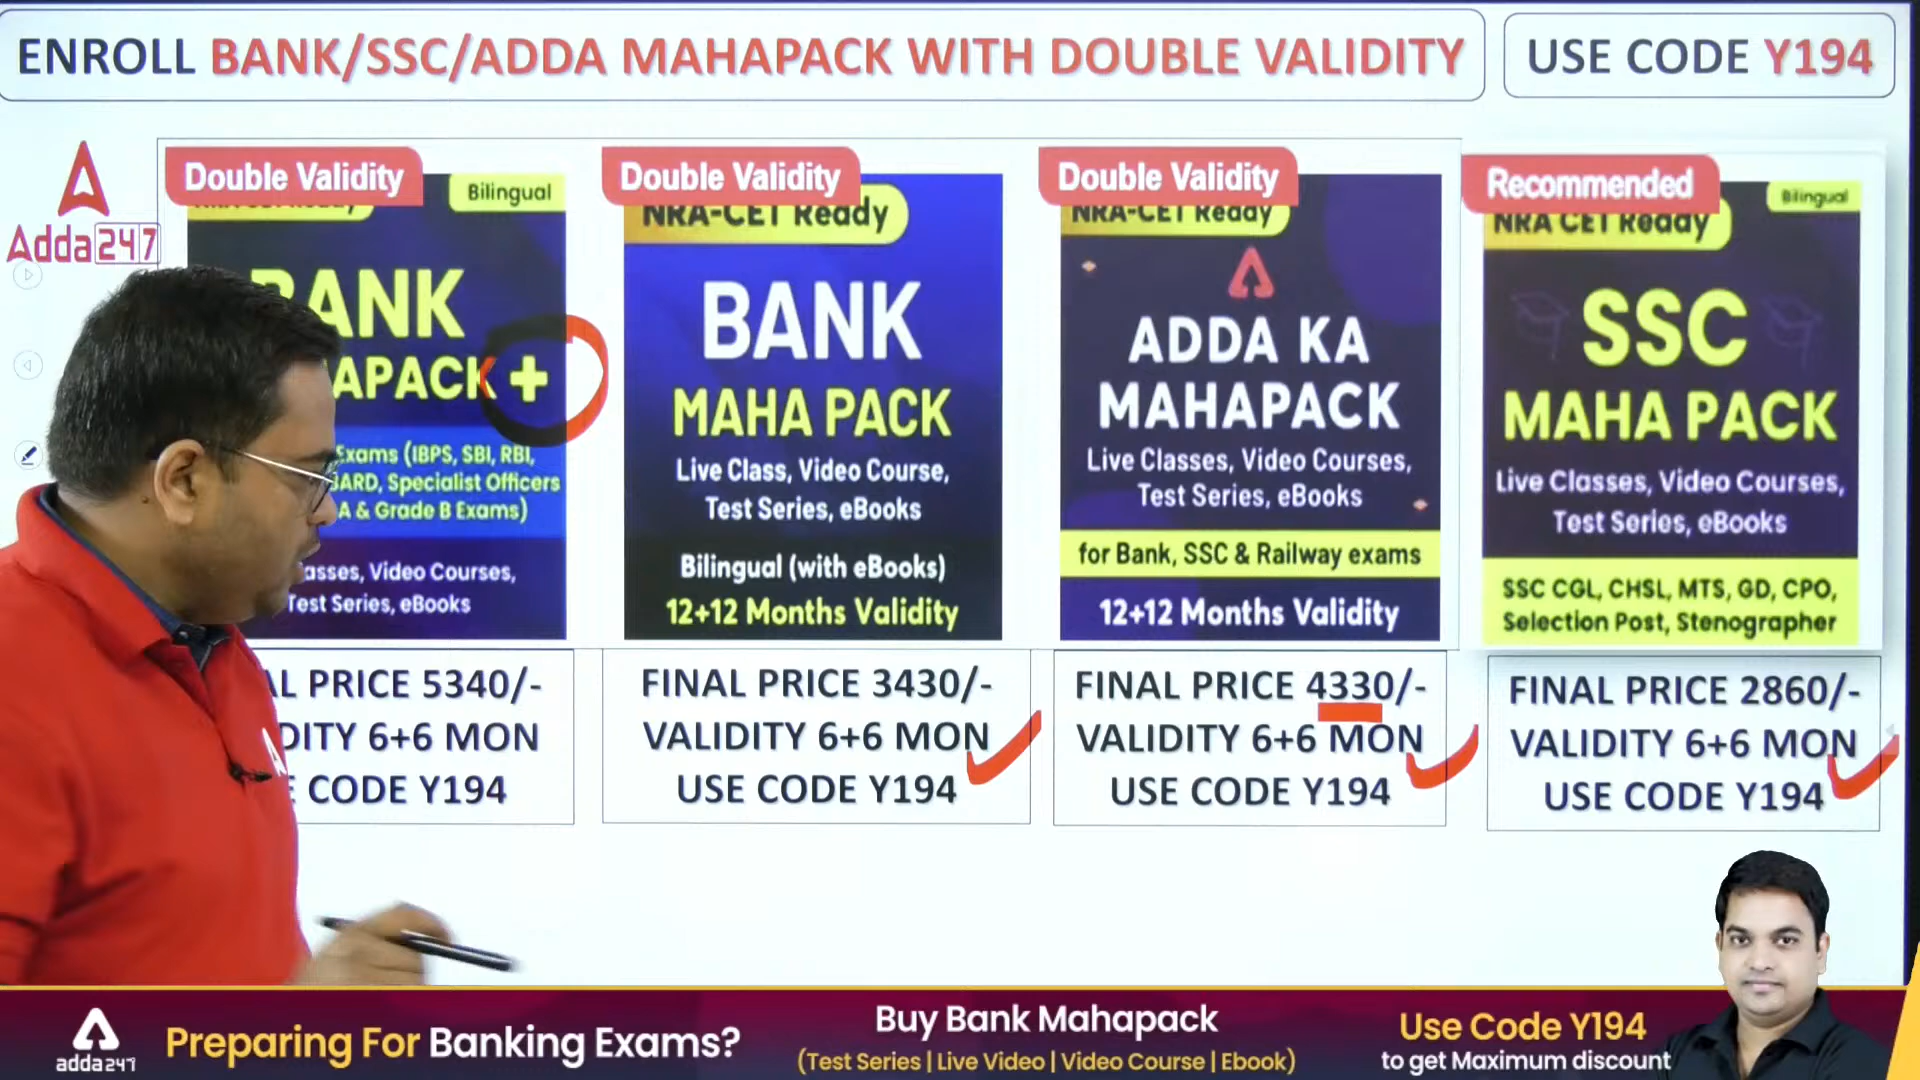 ENROLL BANK/SSC/ADDA MAHAPACK WITH DOUBLE VALIDITY
USE CODE Y194
Adda247
Double Validity
Bilingual
BANK
+
Exams (IBPS, SBI, RBI,
Specialist Officers
A & Grade B Exams)
Video Courses,
Test Series, eBooks
PRICE 5340/-
6+6 MON
CODE Y194
Double Validity
NRA-CET Ready
BANK
MAHA PACK
Live Class, Video Course,
Test Series, eBooks
Bilingual (with eBooks)
12+12 Months Validity
FINAL PRICE 3430/-
VALIDITY 6+6 MON
USE CODE Y194
Double Validity
NRA-CET Ready
ADDA KA
MAHAPACK
Live Classes, Video Courses,
Test Series, eBooks
for Bank, SSC & Railway exams
12+12 Months Validity
FINAL PRICE 4330/-
VALIDITY 6+6 MON
USE CODE Y194
Recommended
Bilingual
NRA CET Ready
SSC
MAHA PACK
Live Classes, Video Courses,
Test Series, eBooks
SSC CGL, CHSL, MTS, GD, CPO,
Selection Post, Stenographer
FINAL PRICE 2860/-
VALIDITY 6+6 MON
USE CODE Y194
adda247
Preparing For Banking Exams?
Buy Bank Mahapack
(Test Series | Live Video | Video Course | Ebook)
Use Code Y194
to get Maximum discount